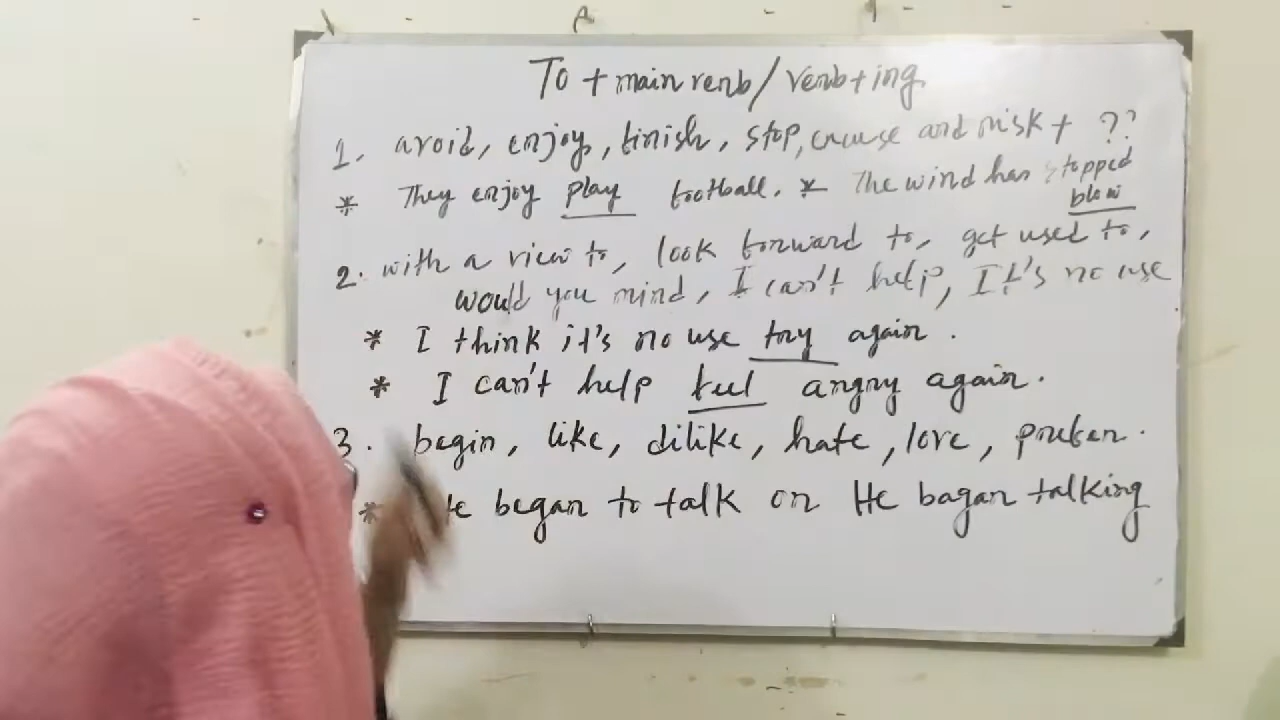 To + main verb / verb + ing
1. avoid, enjoy, finish, stop, excuse and risk + ??
* They enjoy play football. * The wind has stopped
blow
2. with a view to, look forward to, get used to,
would you mind, I can't help, It's no use
* I think it's no use try again.
* I can't help feel angry again.
3. begin, like, dilike, hate, love, prefer.
* began to talk or He bagan talking